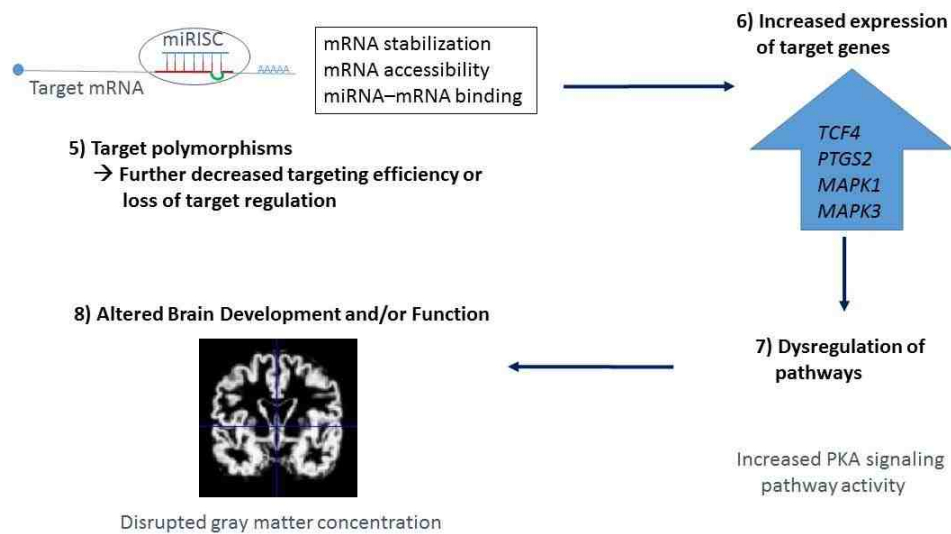 miRISC
Target mRNA
AAAAA
mRNA stabilization
mRNA accessibility
miRNA–mRNA binding
5) Target polymorphisms
→ Further decreased targeting efficiency or
loss of target regulation
6) Increased expression
of target genes
TCF4
PTGS2
MAPK1
MAPK3
7) Dysregulation of
pathways
Increased PKA signaling
pathway activity
8) Altered Brain Development and/or Function
Disrupted gray matter concentration